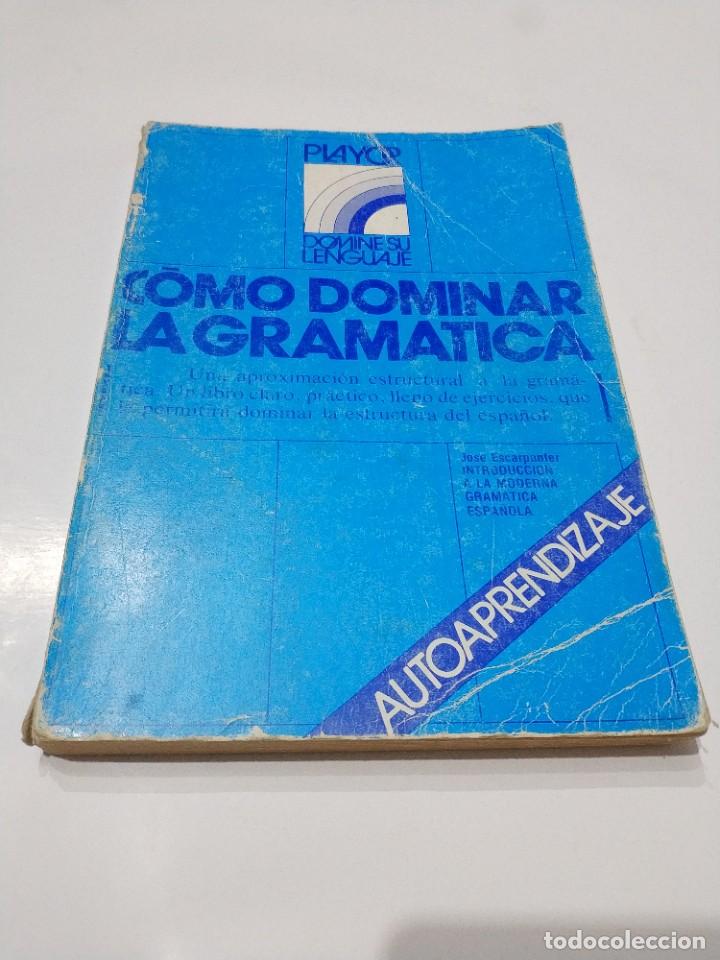 PLAYOR
DOMINE SU
LENGUAJE
CÓMO DOMINAR
LA GRAMATICA
Una aproximación estructural a la gramá-
tica. Un libro claro, práctico, lleno de ejercicios, que
le permitirá dominar la estructura del español.
José Escarpanter
INTRODUCCION
A LA MODERNA
GRAMATICA
ESPAÑOLA.
AUTOAPRENDIZAJE
todocoleccion